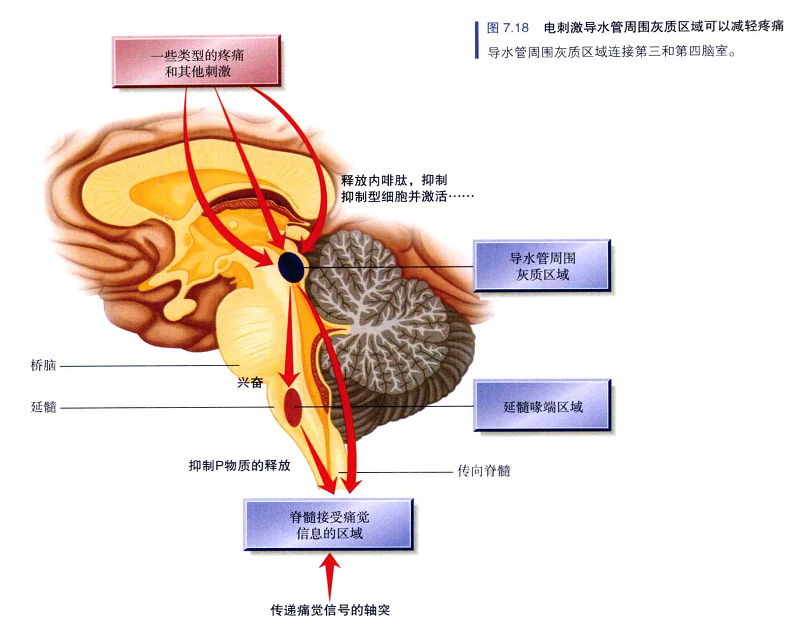 图 7.18 电刺激导水管周围灰质区域可以减轻疼痛
导水管周围灰质区域连接第三和第四脑室。
一些类型的疼痛
和其他刺激
释放内啡肽，抑制
抑制型细胞并激活……
导水管周围
灰质区域
桥脑
兴奋
延髓
延髓喙端区域
抑制P物质的释放
传向脊髓
脊髓接受痛觉
信息的区域
传递痛觉信号的轴突